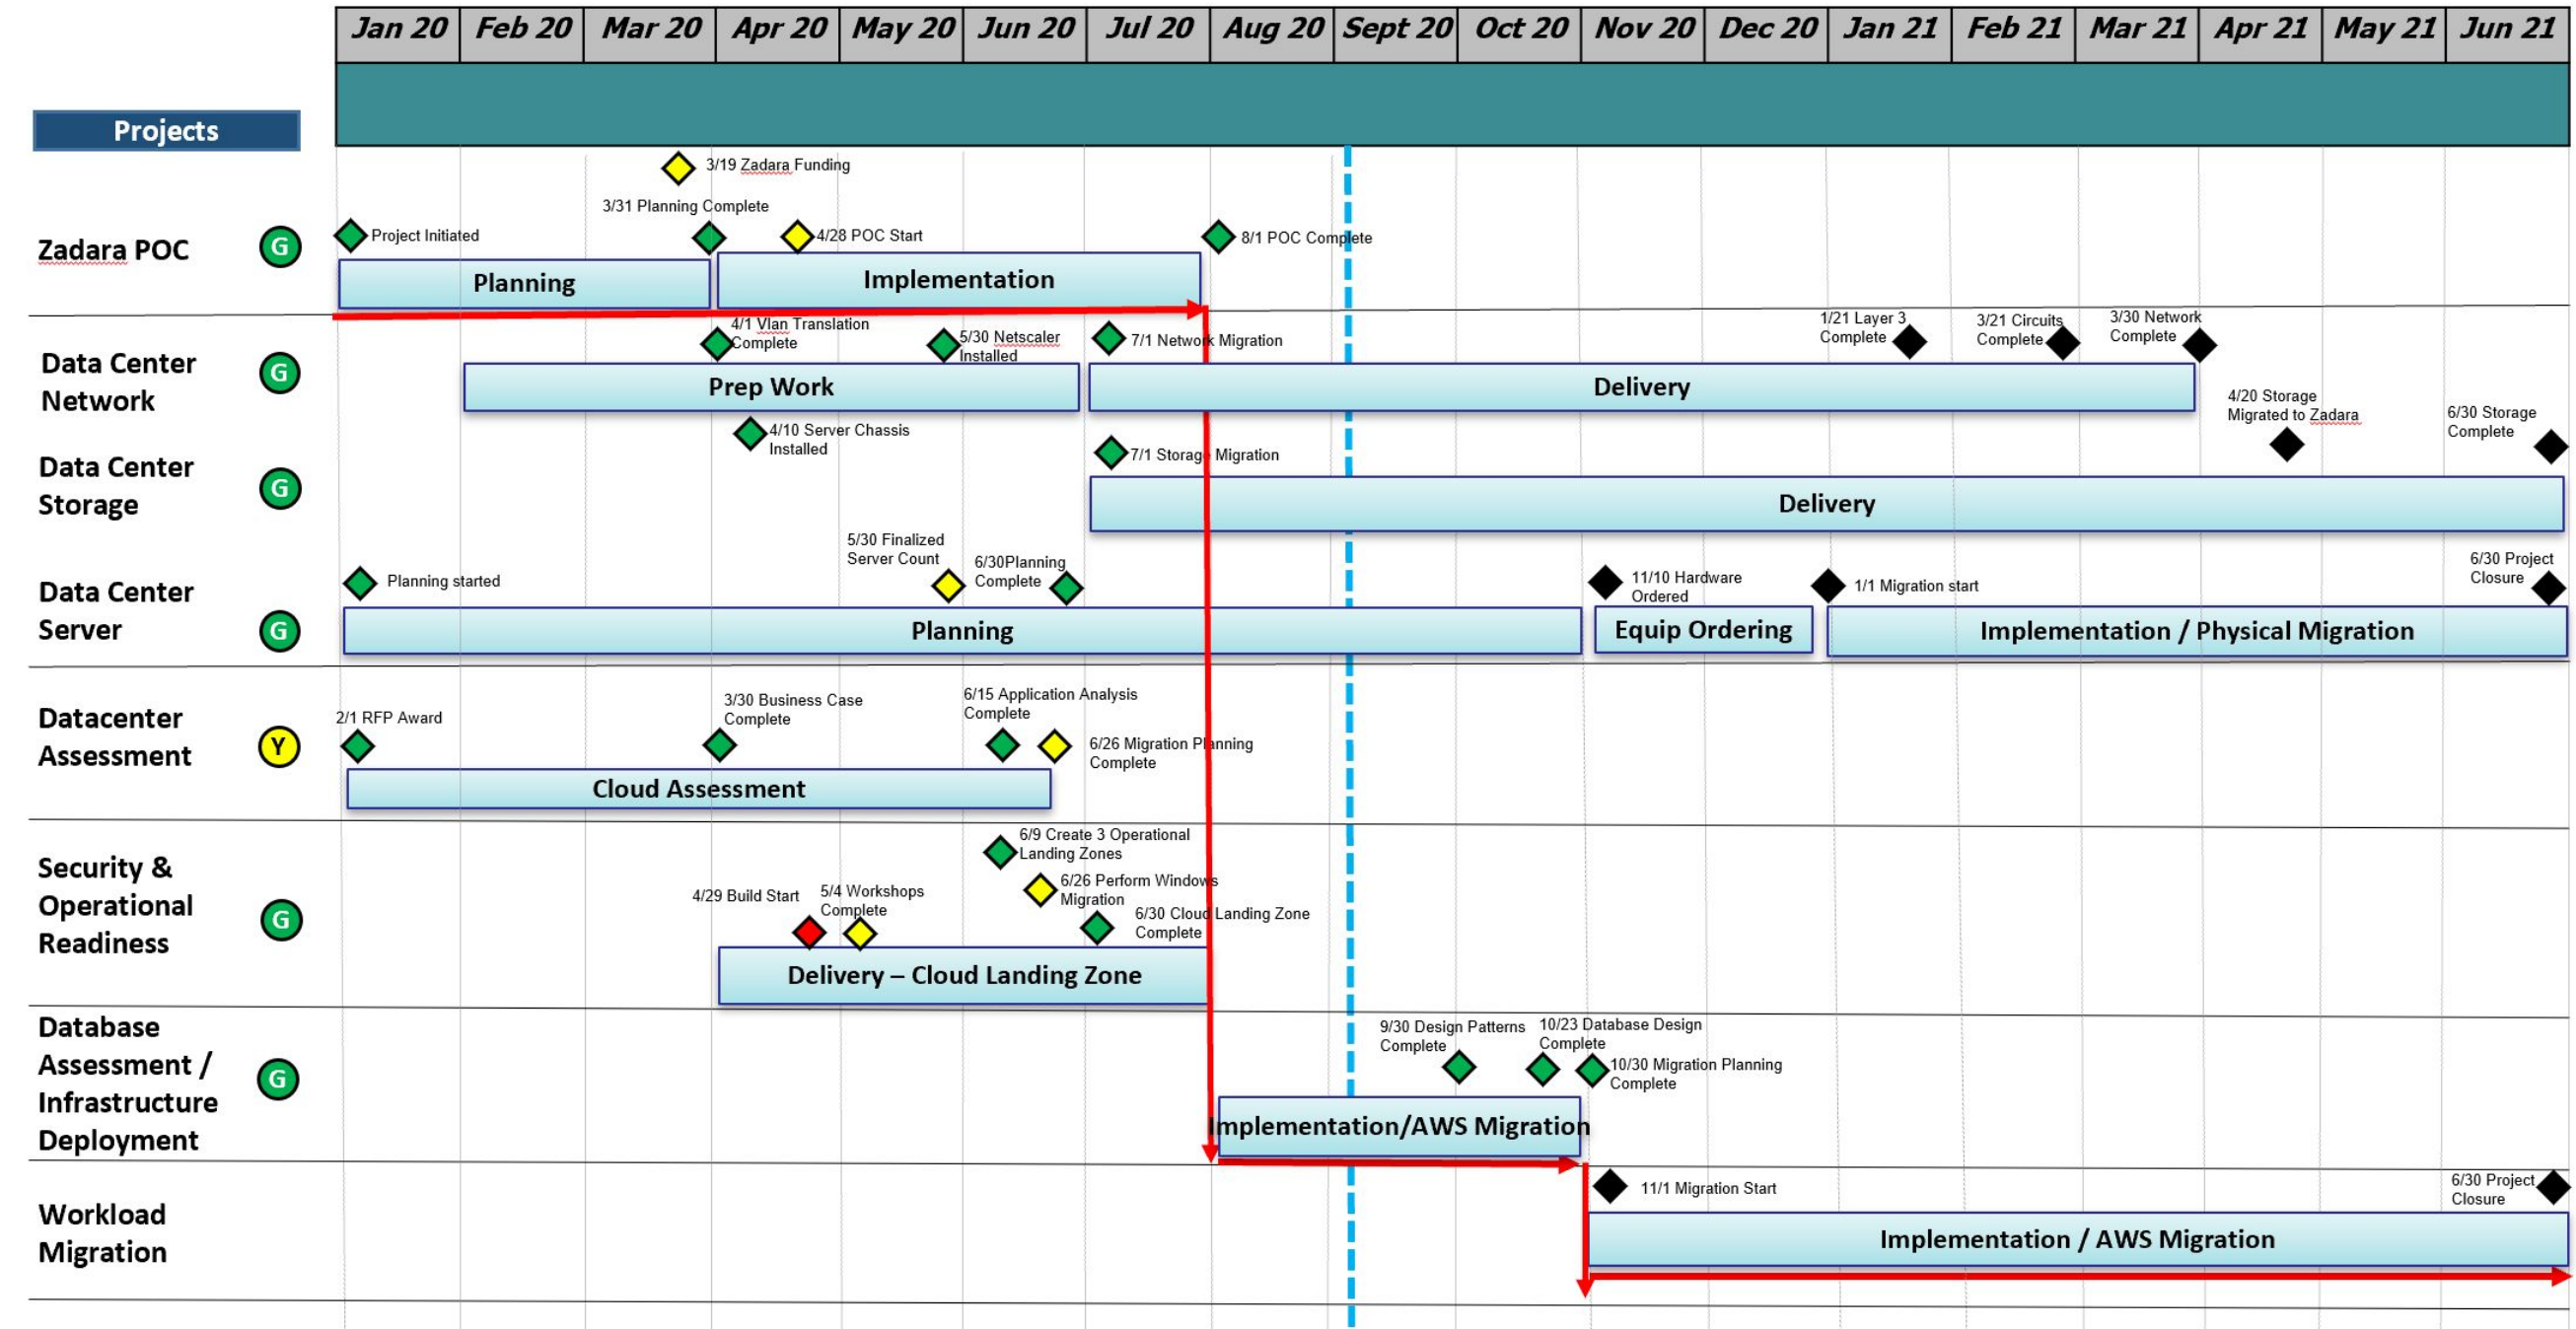 Jan 20 Feb 20 Mar 20 Apr 20 May 20 Jun 20 Jul 20 Aug 20 Sept 20 Oct 20 Nov 20 Dec 20 Jan 21 Feb 21 Mar 21 Apr 21 May 21 Jun 21
Projects
3/19 Zadara Funding
3/31 Planning Complete
Zadara POC
G
Project Initiated
4/28 POC Start
8/1 POC Complete
Planning
Implementation
Data Center
Network
G
4/1 Vlan Translation
Complete
5/30 Netscaler
Installed
7/1 Network Migration
1/21 Layer 3
Complete
3/21 Circuits
Complete
3/30 Network
Complete
Prep Work
Delivery
Data Center
Storage
G
4/10 Server Chassis
Installed
7/1 Storage Migration
4/20 Storage
Migrated to Zadara
6/30 Storage
Complete
Delivery
Data Center
Server
G
Planning started
5/30 Finalized
Server Count
6/30Planning
Complete
11/10 Hardware
Ordered
1/1 Migration start
6/30 Project
Closure
Planning
Equip Ordering
Implementation / Physical Migration
Datacenter
Assessment
Y
2/1 RFP Award
3/30 Business Case
Complete
6/15 Application Analysis
Complete
6/26 Migration Planning
Complete
Cloud Assessment
Security &
Operational
Readiness
G
4/29 Build Start
5/4 Workshops
Complete
6/9 Create 3 Operational
Landing Zones
6/26 Perform Windows
Migration
6/30 Cloud Landing Zone
Complete
Delivery – Cloud Landing Zone
Database
Assessment /
Infrastructure
Deployment
G
9/30 Design Patterns
Complete
10/23 Database Design
Complete
10/30 Migration Planning
Complete
Implementation/AWS Migration
Workload
Migration
11/1 Migration Start
6/30 Project
Closure
Implementation / AWS Migration